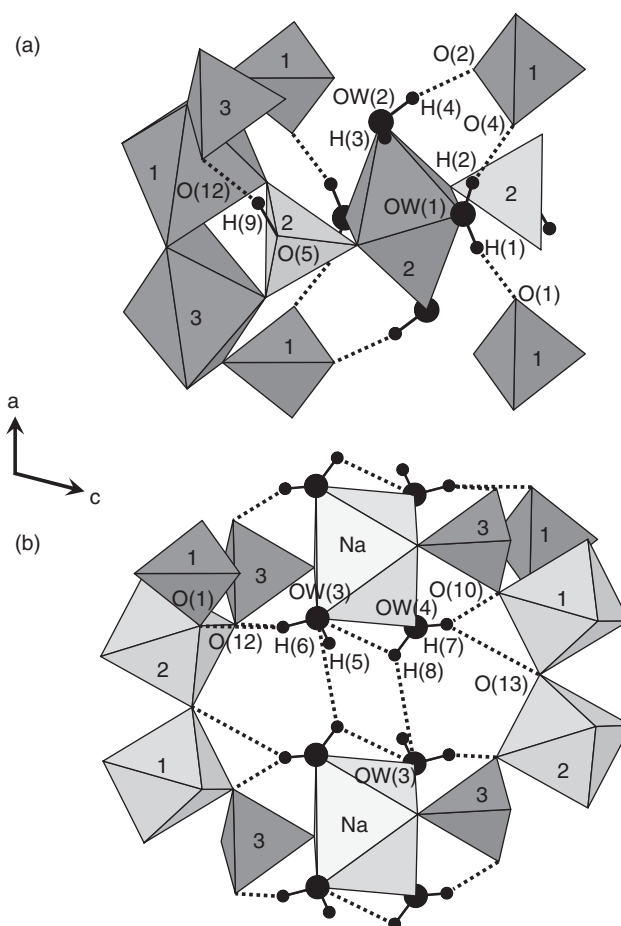 (a)
O(2)
1
1
OW(2)
3
H(4)
O(4)
H(3)
H(2)
1
O(12)
2
OW(1)
2
H(9)
O(5)
H(1)
2
O(1)
3
1
1
a
c
(b)
Na
3
1
1
3
OW(3)
O(10)
O(1)
OW(4)
1
O(12)
H(6)
H(7)
H(5)
H(8)
2
O(13)
1
OW(3)
2
3
Na
3